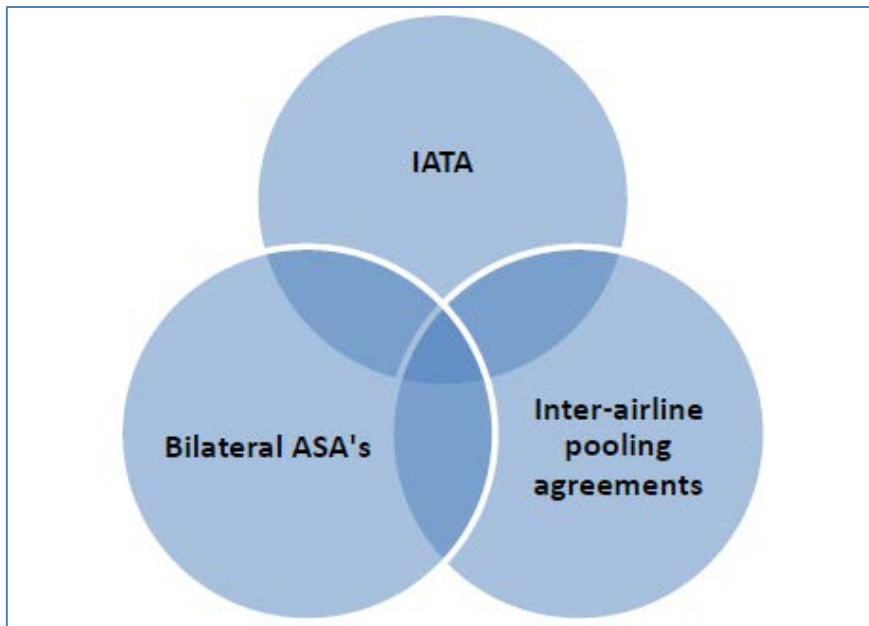 IATA
Bilateral ASA's
Inter-airline
pooling
agreements